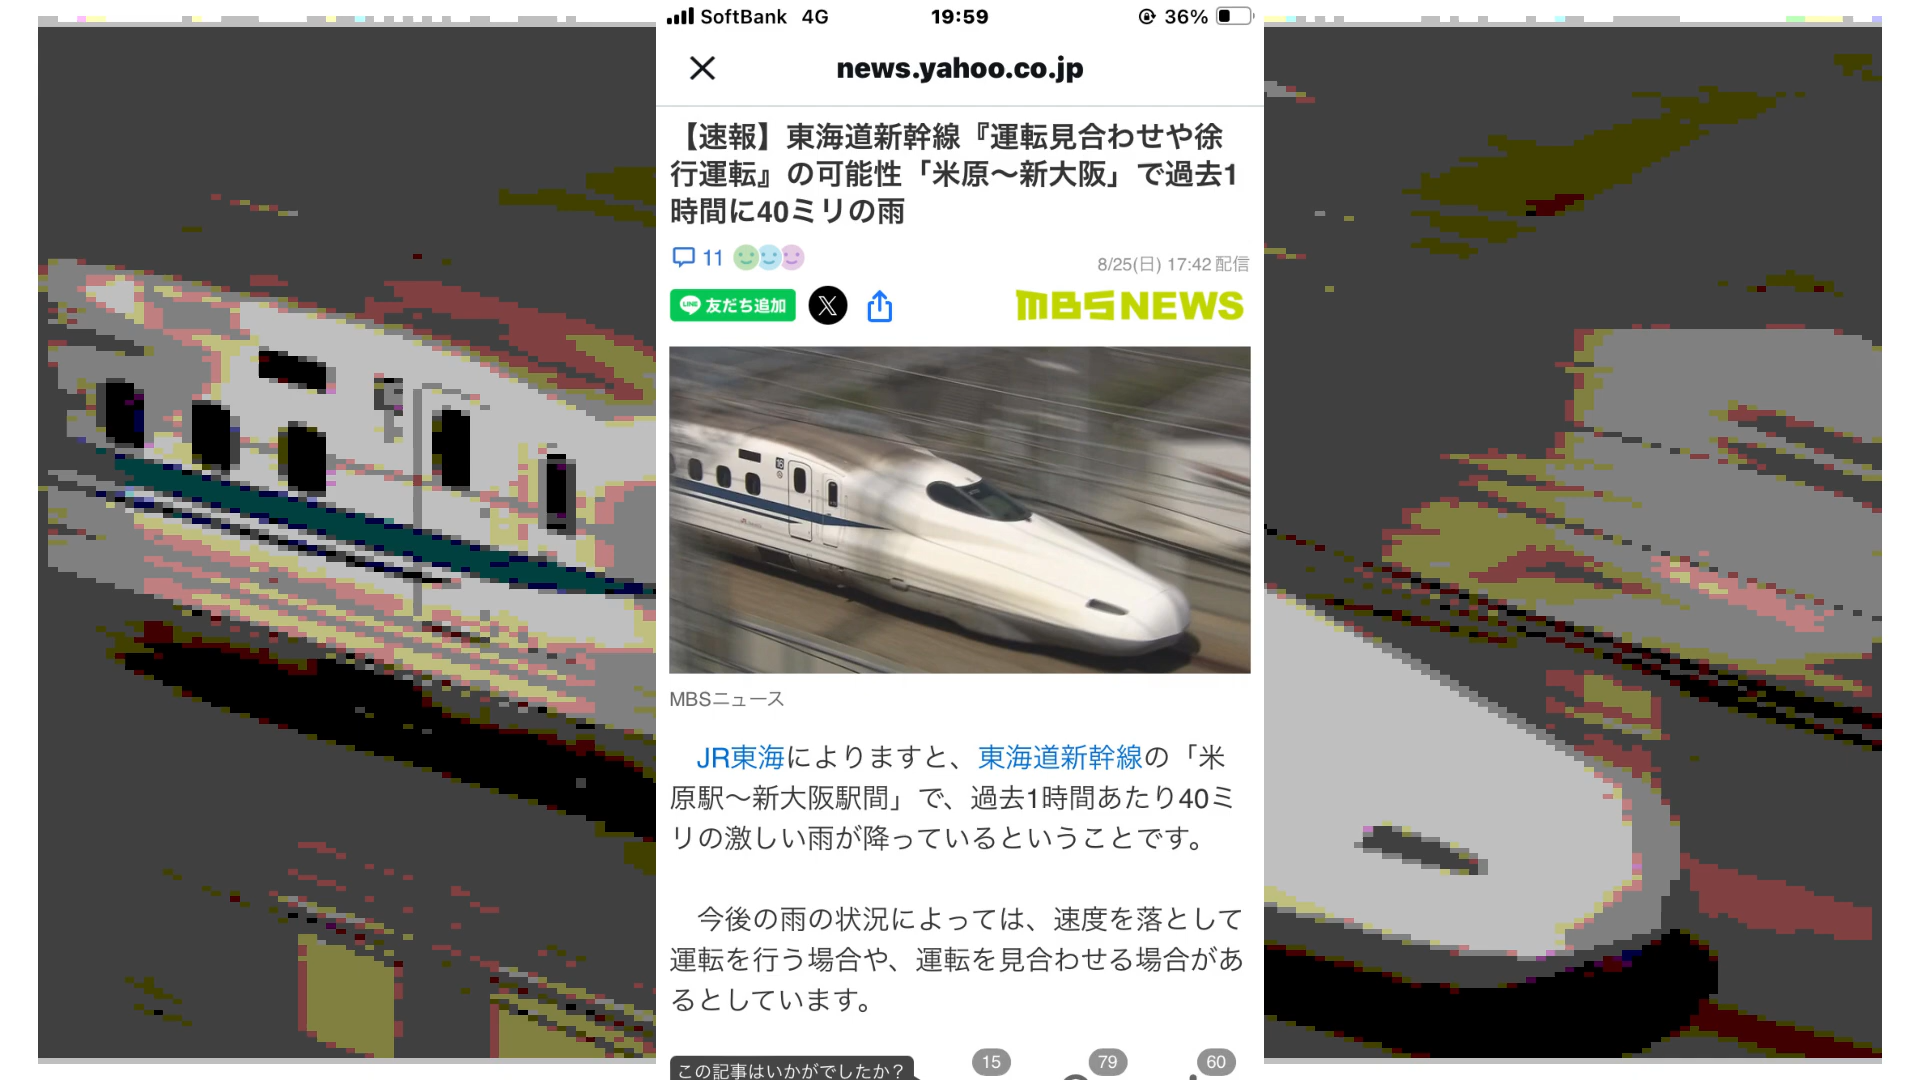 SoftBank 4G 19:59 36%
news.yahoo.co.jp
【速報】東海道新幹線『運転見合わせや徐
行運転』の可能性「米原〜新大阪」で過去1
時間に40ミリの雨
11
8/25(日) 17:42 配信
LINE 友だち追加 X MBS NEWS
16
MBSニュース
JR東海によりますと、東海道新幹線の「米
原駅〜新大阪駅間」で、過去1時間あたり40ミ
リの激しい雨が降っているということです。
今後の雨の状況によっては、速度を落として
運転を行う場合や、運転を見合わせる場合があ
るとしています。
この記事はいかがでしたか？ 15 79 60